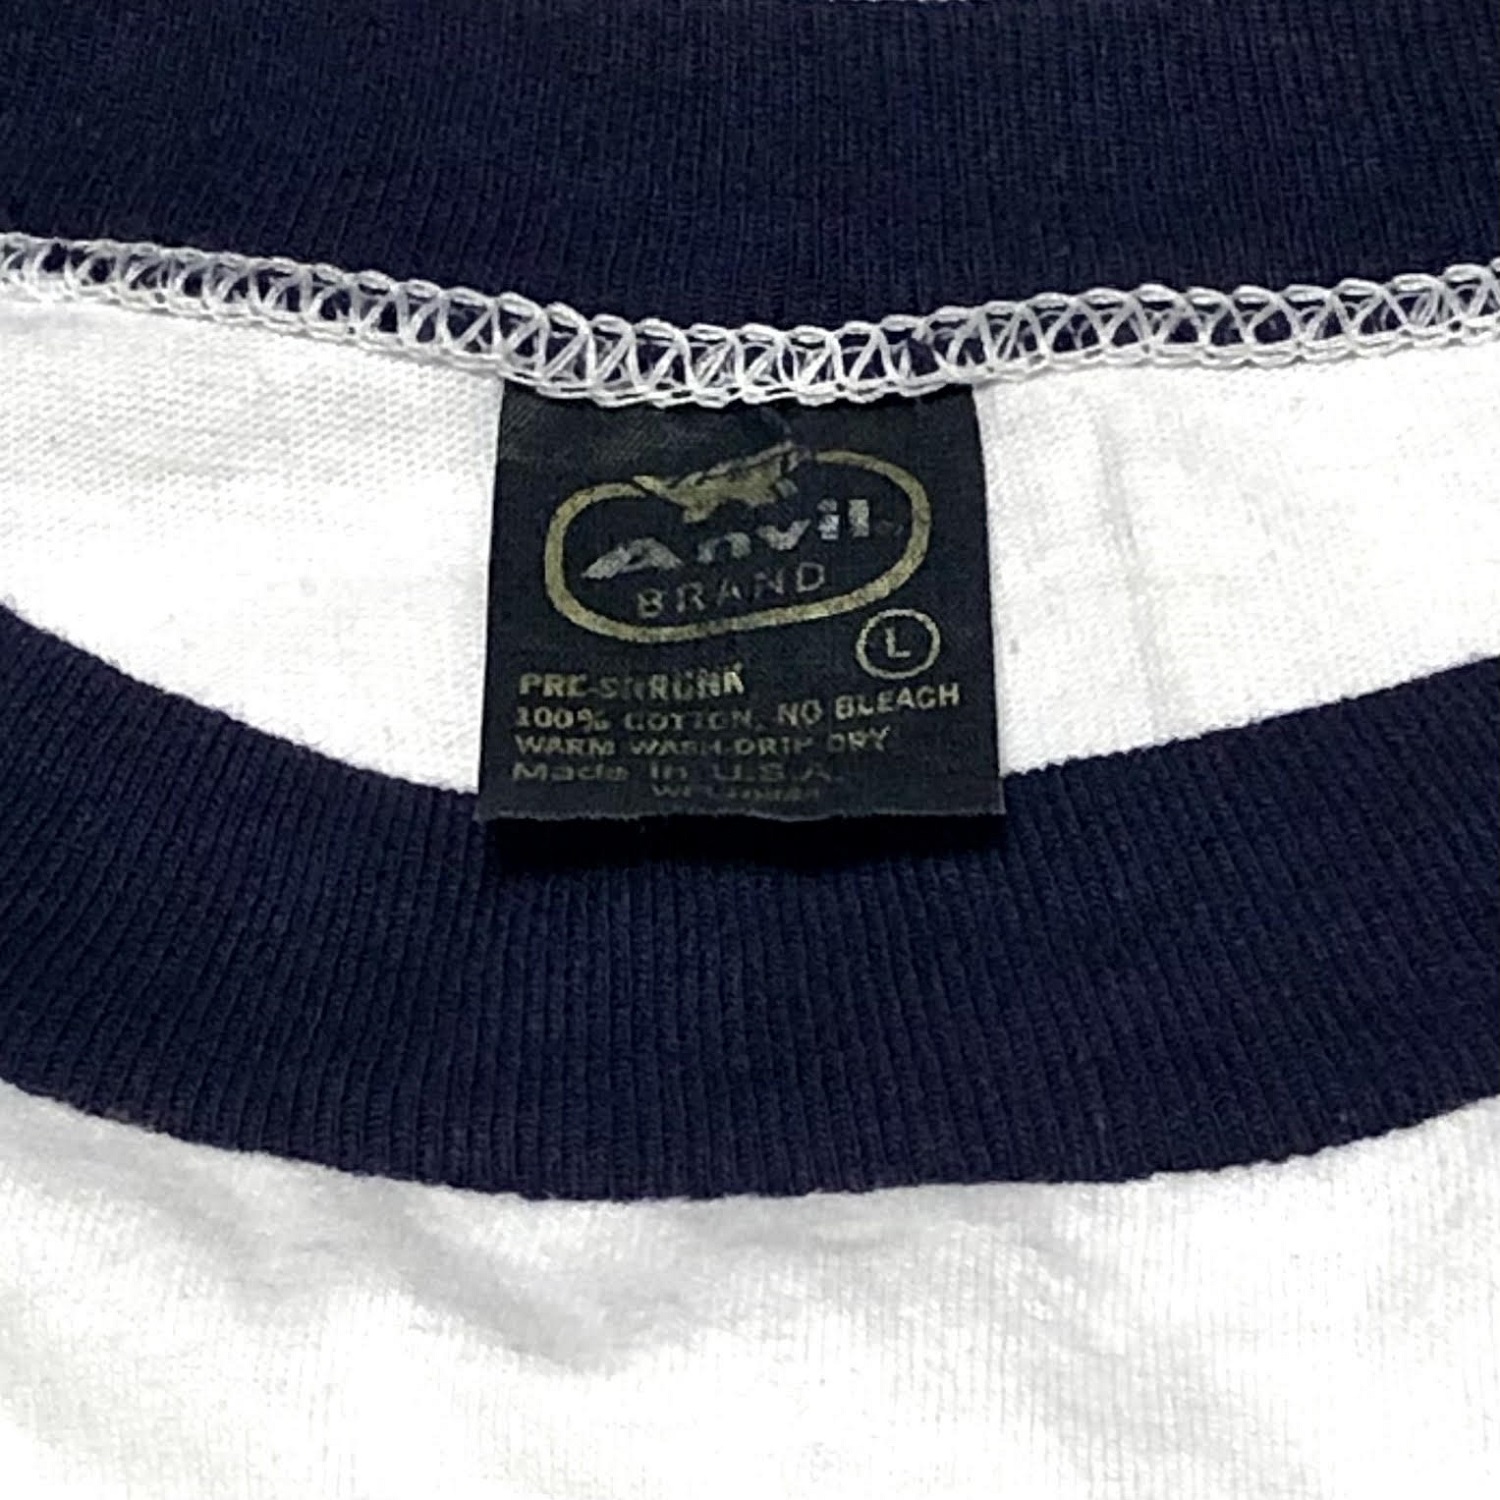 Anvil
BRAND
L
PRE-SHRUNK
100% COTTON, NO BLEACH
WARM WASH-DRIP DRY
Made In U.S.A.